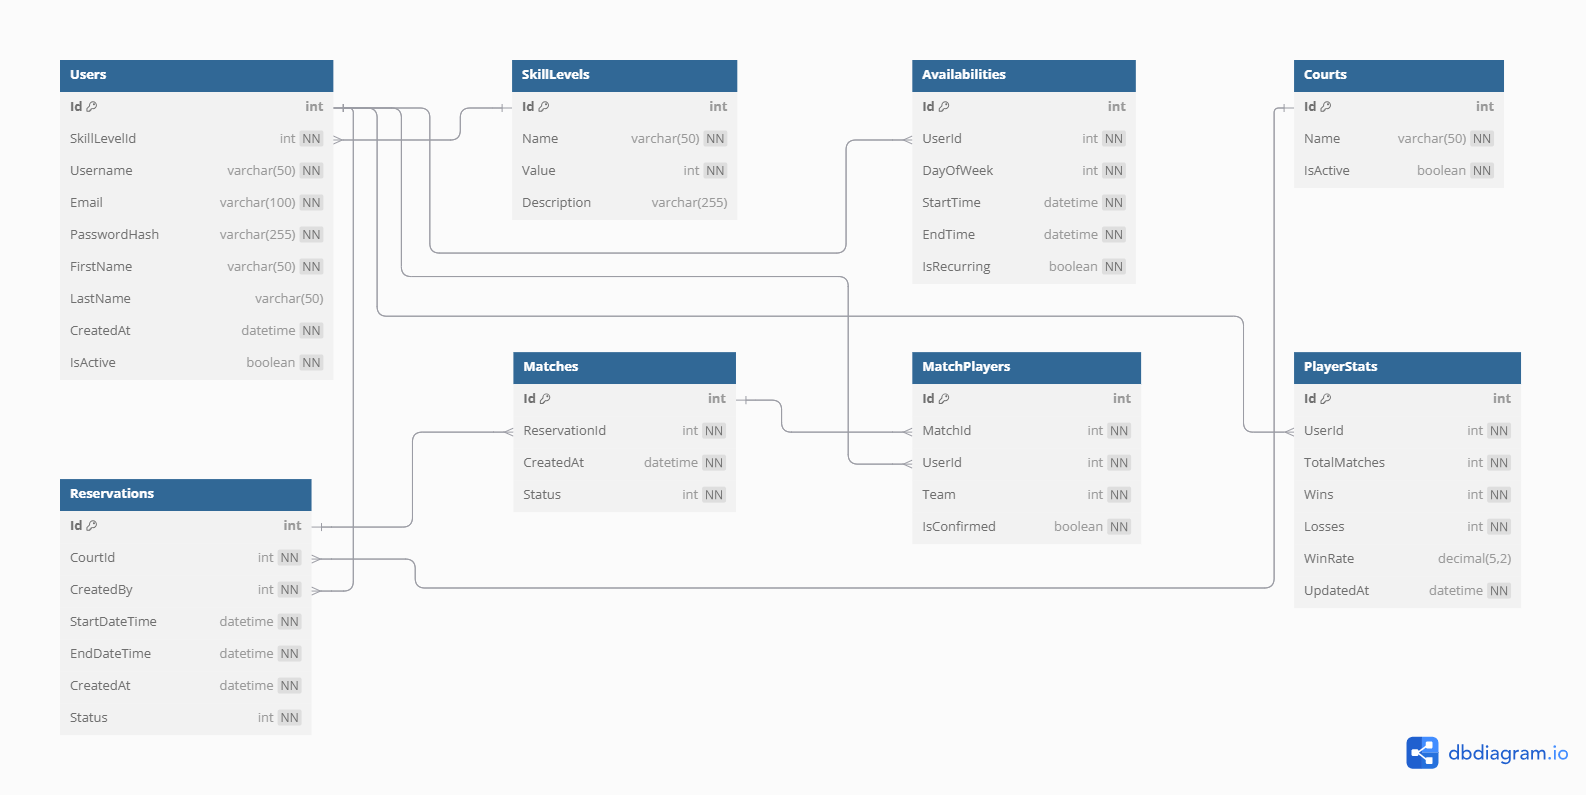 Users
Id int
SkillLevelId int NN
Username varchar(50) NN
Email varchar(100) NN
PasswordHash varchar(255) NN
FirstName varchar(50) NN
LastName varchar(50)
CreatedAt datetime NN
IsActive boolean NN
SkillLevels
Id int
Name varchar(50) NN
Value int NN
Description varchar(255)
Availabilities
Id int
UserId int NN
DayOfWeek int NN
StartTime datetime NN
EndTime datetime NN
IsRecurring boolean NN
Courts
Id int
Name varchar(50) NN
IsActive boolean NN
Matches
Id int
ReservationId int NN
CreatedAt datetime NN
Status int NN
MatchPlayers
Id int
MatchId int NN
UserId int NN
Team int NN
IsConfirmed boolean NN
PlayerStats
Id int
UserId int NN
TotalMatches int NN
Wins int NN
Losses int NN
WinRate decimal(5,2)
UpdatedAt datetime NN
Reservations
Id int
CourtId int NN
CreatedBy int NN
StartDateTime datetime NN
EndDateTime datetime NN
CreatedAt datetime NN
Status int NN
dbdiagram.io